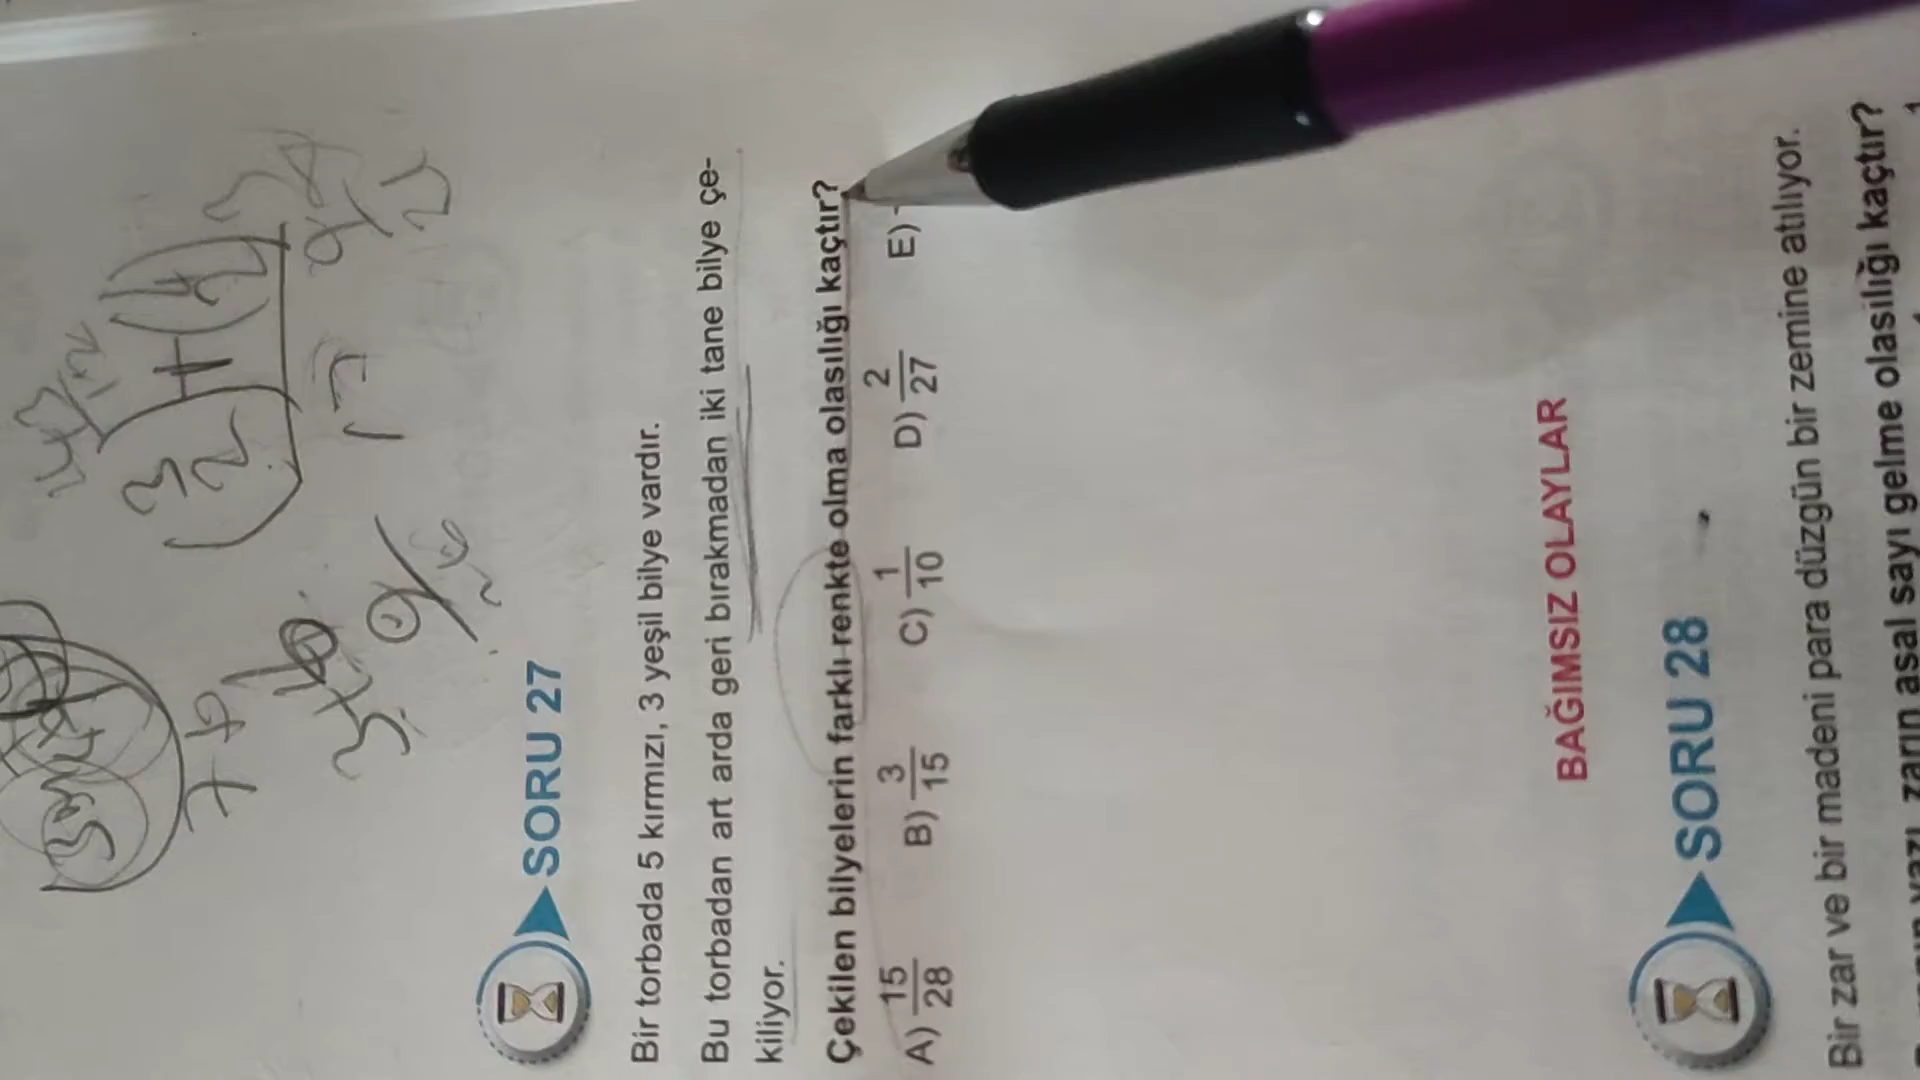 SORU 27
Bir torbada 5 kırmızı, 3 yeşil bilye vardır.
Bu torbadan art arda geri bırakmadan iki tane bilye çe-
kiliyor.
Çekilen bilyelerin farklı renkte olma olasılığı kaçtır?
A) 15/28 B) 3/15 C) 1/10 D) 2/27 E)
BAĞIMSIZ OLAYLAR
SORU 28
Bir zar ve bir madeni para düzgün bir zemine atılıyor.
yazı, zarın asal sayı gelme olasılığı kaçtır?